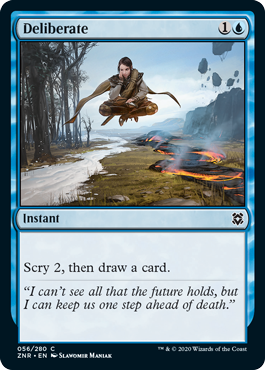 Deliberate 1
Instant
Scry 2, then draw a card.
“I can’t see all that the future holds, but
I can keep us one step ahead of death.”
056/280 C
ZNR • EN Slawomir Maniak
™ & © 2020 Wizards of the Coast